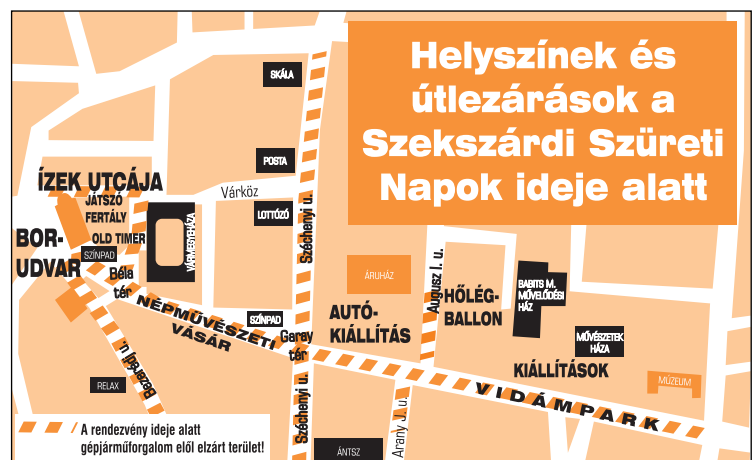 Helyszínek és
útlezárások a
Szekszárdi Szüreti
Napok ideje alatt
SKÁLA
POSTA
ÍZEK UTCÁJA
Várköz
JÁTSZÓ
FERTÁLY
LOTTÓZÓ
Széchenyi u.
VÁRMEGYEHÁZA
OLD TIMER
BOR-
UDVAR
SZÍNPAD
Béla
tér
NÉPMŰVÉSZETI
VÁSÁR
SZÍNPAD
Garay
tér
ÁRUHÁZ
AUTÓ-
KIÁLLÍTÁS
Augusz I. u.
HŐLÉG-
BALLON
BABITS M.
MŰVELŐDÉSI
HÁZ
MŰVÉSZETEK
HÁZA
KIÁLLÍTÁSOK
MÚZEUM
VIDÁMPARK
Bezerédj u.
RELAX
Széchenyi u.
Arany J. u.
ÁNTSZ
A rendezvény ideje alatt
gépjárműforgalom elől elzárt terület!